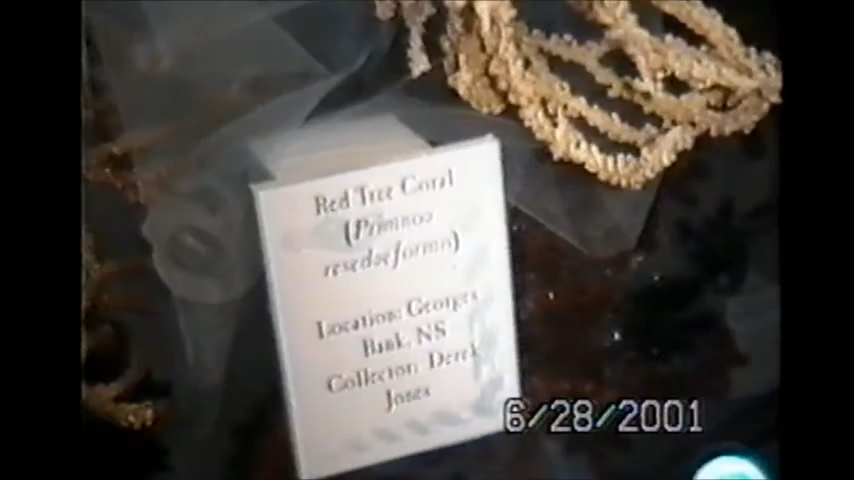 Red Tree Coral
(Primnoa
resedaeformis)
Location: Georges
Bank, NS
Collector: Derek
Jones
6/28/2001